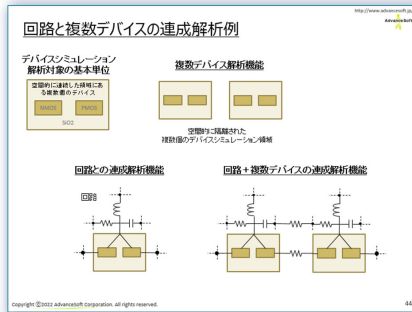 http://www.advancesoft.jp
AdvanceSoft
回路と複数デバイスの連成解析例
デバイスシミュレーション
解析対象の基本単位
空間的に連続した領域にあ
る複数個のデバイス
NMOS PMOS
SiO2
複数デバイス解析機能
空間的に隔離された
複数個のデバイスシミュレーション領域
回路との連成解析機能
回路
回路+複数デバイスの連成解析機能
Copyright ©2022 AdvanceSoft Corporation. All rights reserved.
44